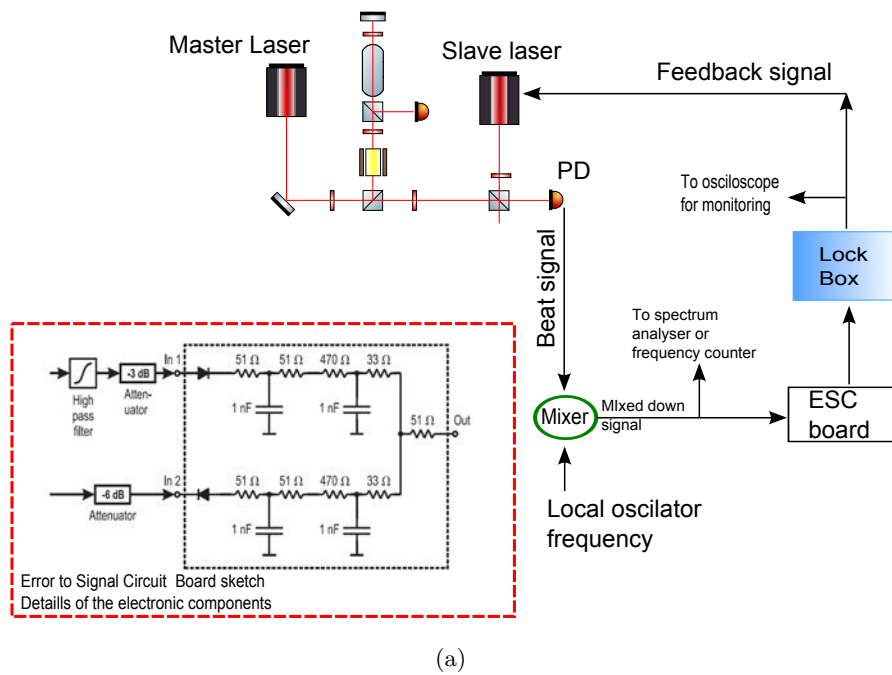 Master Laser
Slave laser
Feedback signal
PD
To osciloscope
for monitoring
Lock
Box
Beat signal
To spectrum
analyser or
frequency counter
Mixer
MIxed down
signal
ESC
board
Local oscilator
frequency
High
pass
filter
-3 dB
Atten-
uator
In 1
51 Ω 51 Ω 470 Ω 33 Ω
1 nF 1 nF
51 Ω
Out
-6 dB
Attenuator
In 2
51 Ω 51 Ω 470 Ω 33 Ω
1 nF 1 nF
Error to Signal Circuit Board sketch
Detaills of the electronic components
(a)